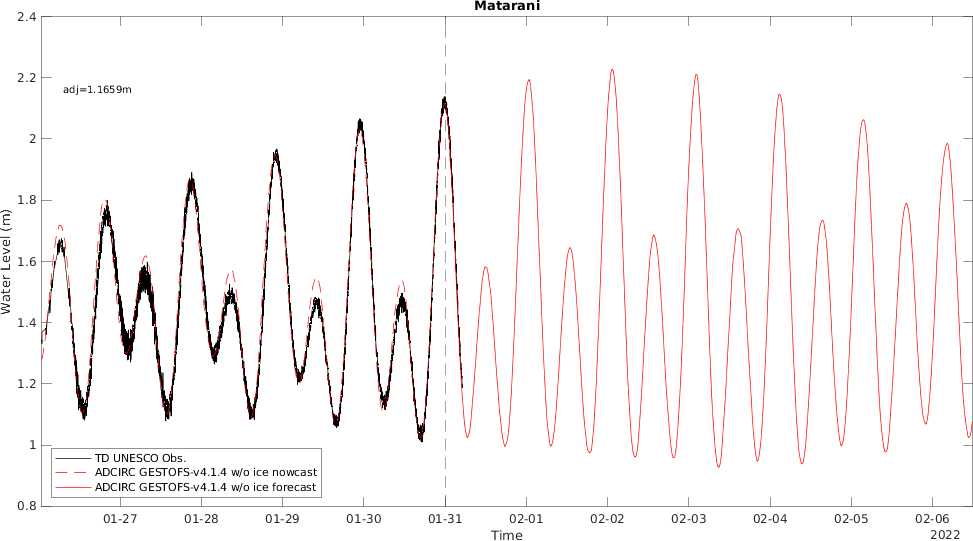 Matarani
2.4
2.2
2
1.8
1.6
1.4
1.2
1
0.8
Water Level (m)
adj=1.1659m
TD UNESCO Obs.
ADCIRC GESTOFS-v4.1.4 w/o ice nowcast
ADCIRC GESTOFS-v4.1.4 w/o ice forecast
01-27 01-28 01-29 01-30 01-31 02-01 02-02 02-03 02-04 02-05 02-06
Time
2022